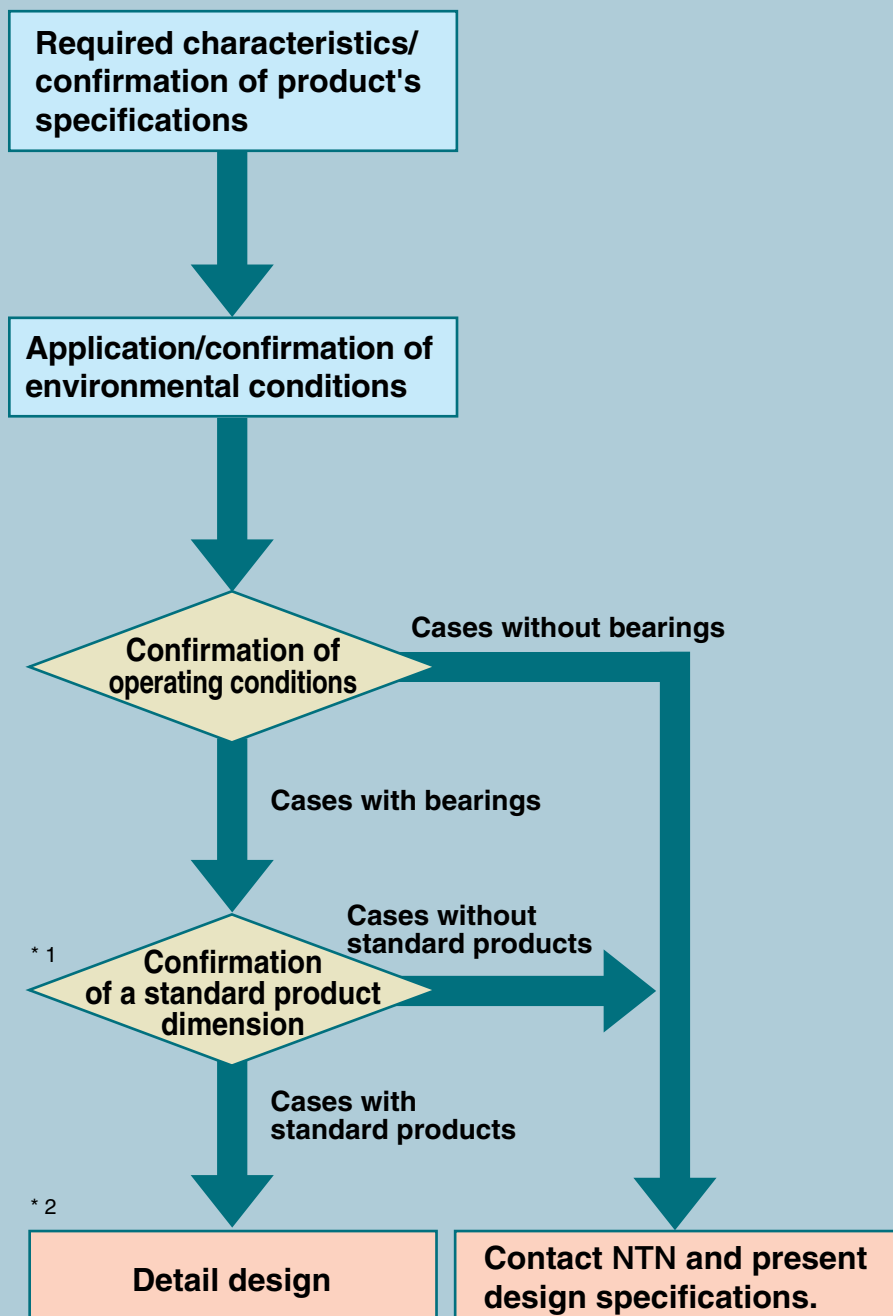 Required characteristics/
confirmation of product's
specifications
Application/confirmation of
environmental conditions
Confirmation of
operating conditions
Cases without bearings
Cases with bearings
* 1
Confirmation
of a standard product
dimension
Cases without
standard products
Cases with
standard products
* 2
Detail design
Contact NTN and present
design specifications.